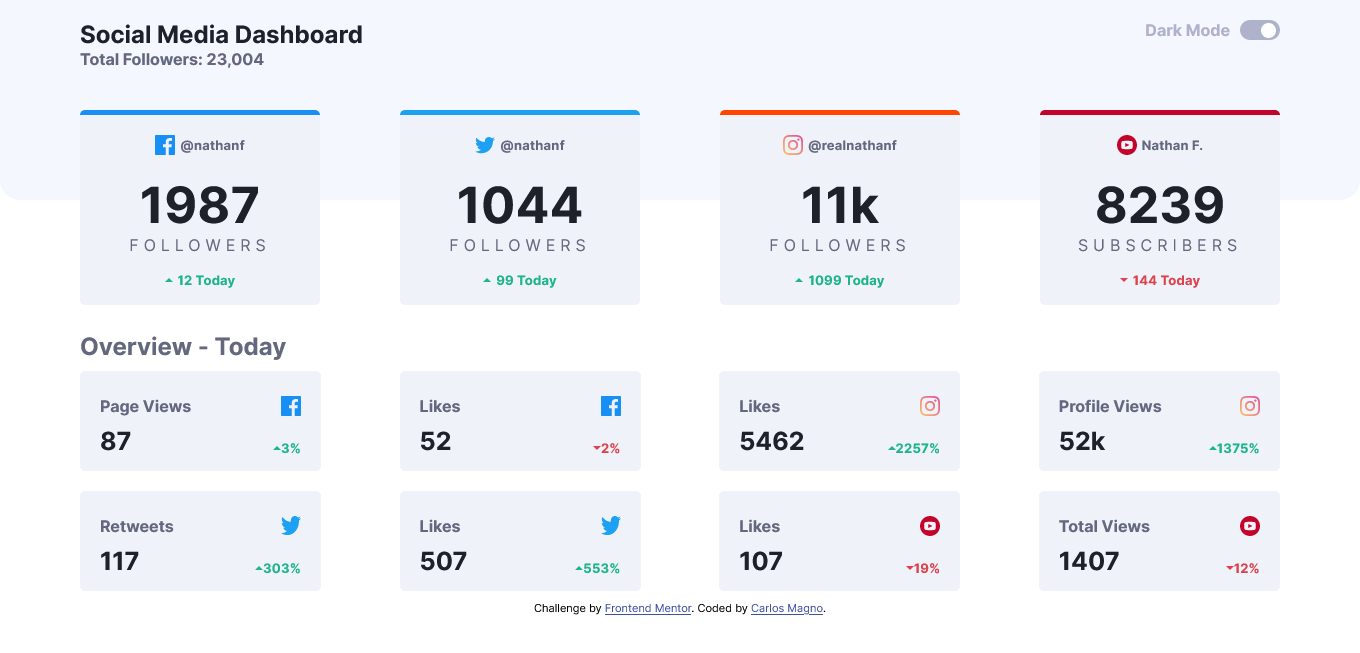 Social Media Dashboard
Total Followers: 23,004
Dark Mode
@nathanf
1987
FOLLOWERS
12 Today
@nathanf
1044
FOLLOWERS
99 Today
@realnathanf
11k
FOLLOWERS
1099 Today
Nathan F.
8239
SUBSCRIBERS
144 Today
Overview - Today
Page Views
87
3%
Likes
52
2%
Likes
5462
2257%
Profile Views
52k
1375%
Retweets
117
303%
Likes
507
553%
Likes
107
19%
Total Views
1407
12%
Challenge by Frontend Mentor. Coded by Carlos Magno.